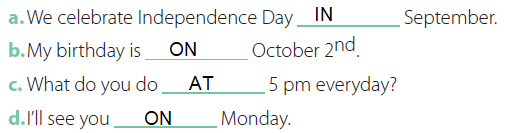 a. We celebrate Independence Day IN September.
b. My birthday is ON October 2nd.
c. What do you do AT 5 pm everyday?
d. I'll see you ON Monday.